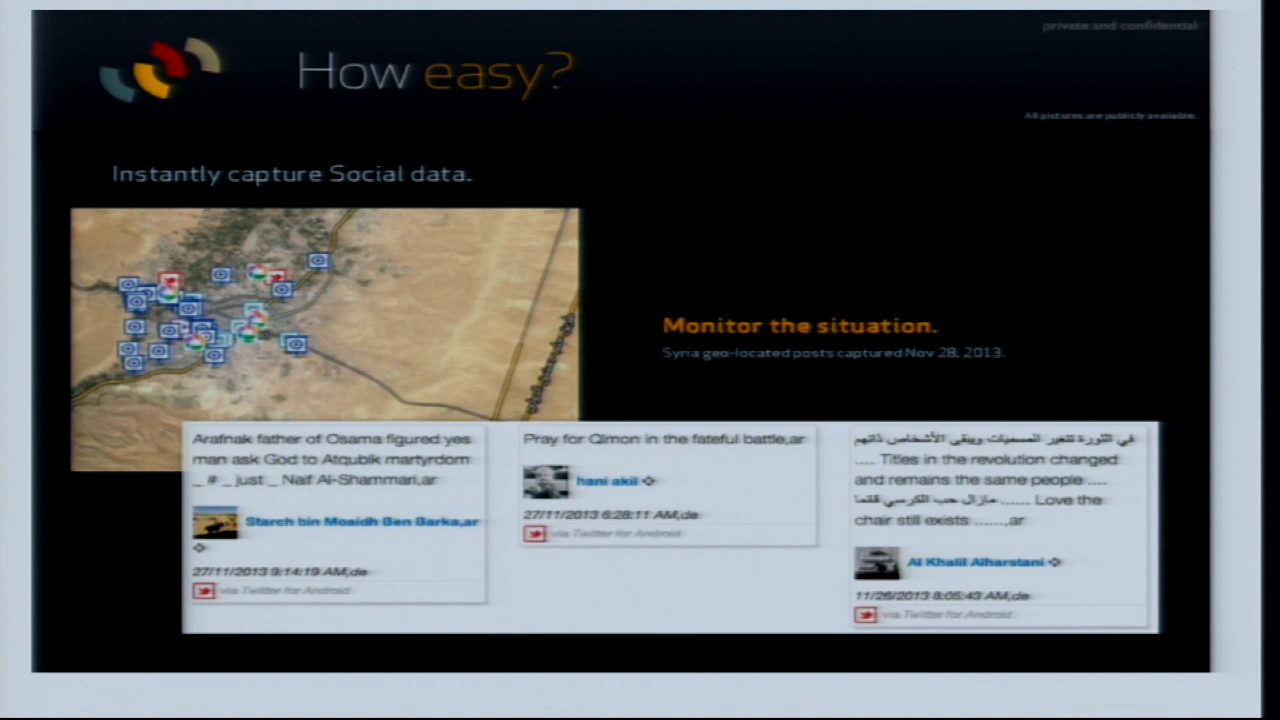 private and confidential
How easy?
All pictures are publicly available.
Instantly capture Social data.
Monitor the situation.
Syria geo-located posts captured Nov 28, 2013.
Arafnak father of Osama figured yes
man ask God to Atqubik martyrdom
_ # _ just _ Naif Al-Shammari,ar
Starch bin Moaidh Ben Barka,ar
27/11/2013 9:14:19 AM,de
via Twitter for Android
Pray for Qlmon in the fateful battle,ar
hani akil
27/11/2013 6:28:11 AM,de
via Twitter for Android
في الثورة تتغير المسميات ويبقى الأشخاص ذاتهم
.... Titles in the revolution changed
and remains the same people ....
مازال حب الكرسي قائما ...... Love the
chair still exists ......,ar
Al Khalil Alharstani
11/26/2013 8:05:43 AM,de
via Twitter for Android